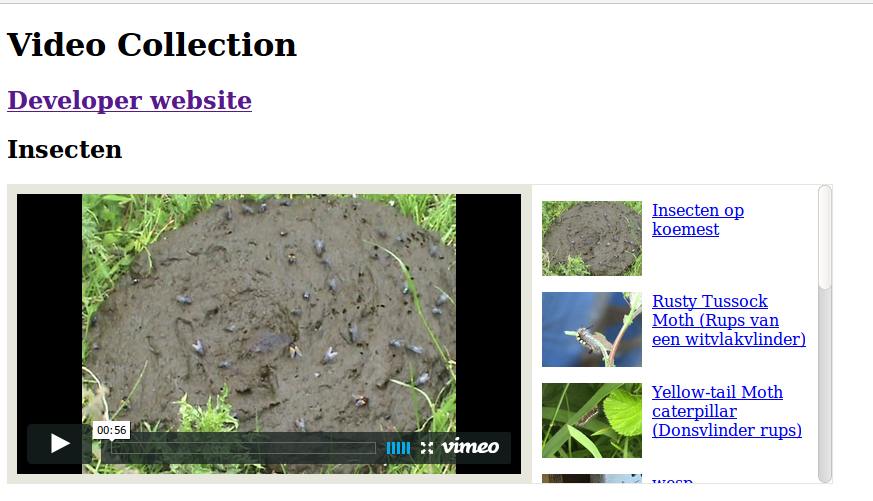 Video Collection
Developer website
Insecten
Insecten op
koemest
Rusty Tussock
Moth (Rups van
een witvlakvlinder)
Yellow-tail Moth
caterpillar
(Donsvlinder rups)
wesp
00:56
vimeo